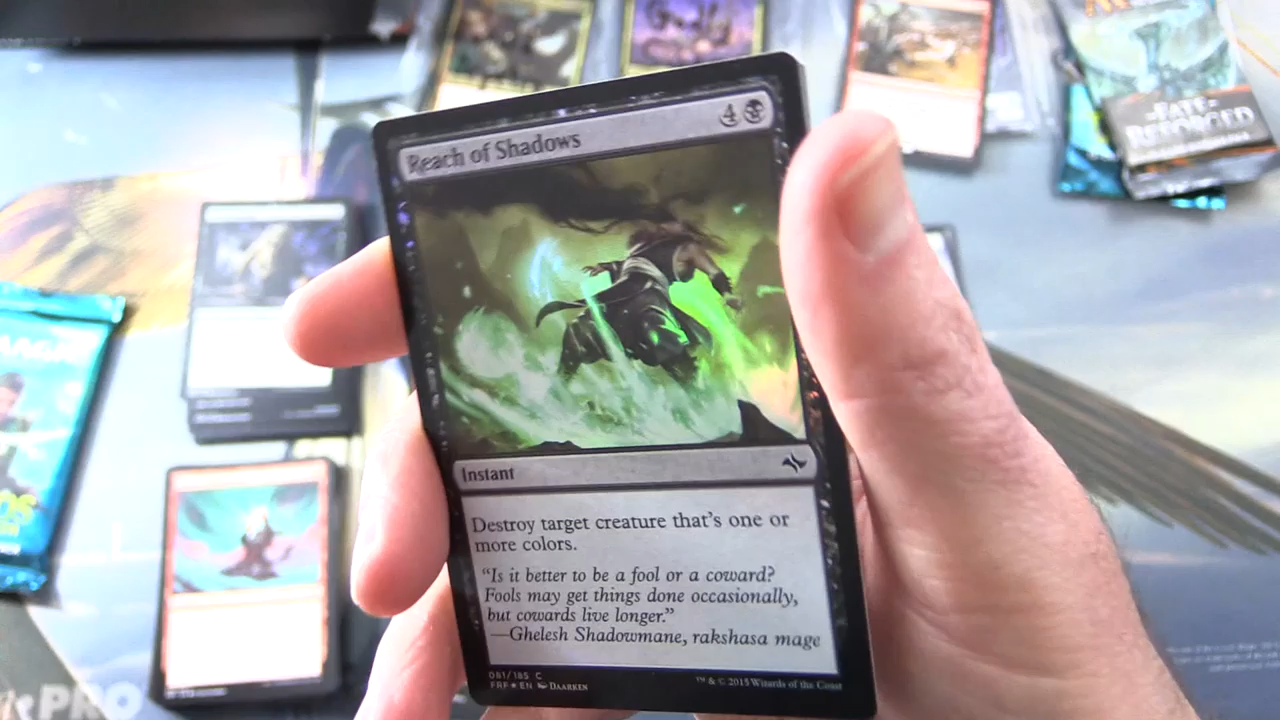 Reach of Shadows 4
Instant
Destroy target creature that's one or
more colors.
"Is it better to be a fool or a coward?
Fools may get things done occasionally,
but cowards live longer."
—Ghelesh Shadowmane, rakshasa mage
081/185 C
FRF★EN DAARKEN
™ & © 2015 Wizards of the Coast
FATE
REFORGED
PRO